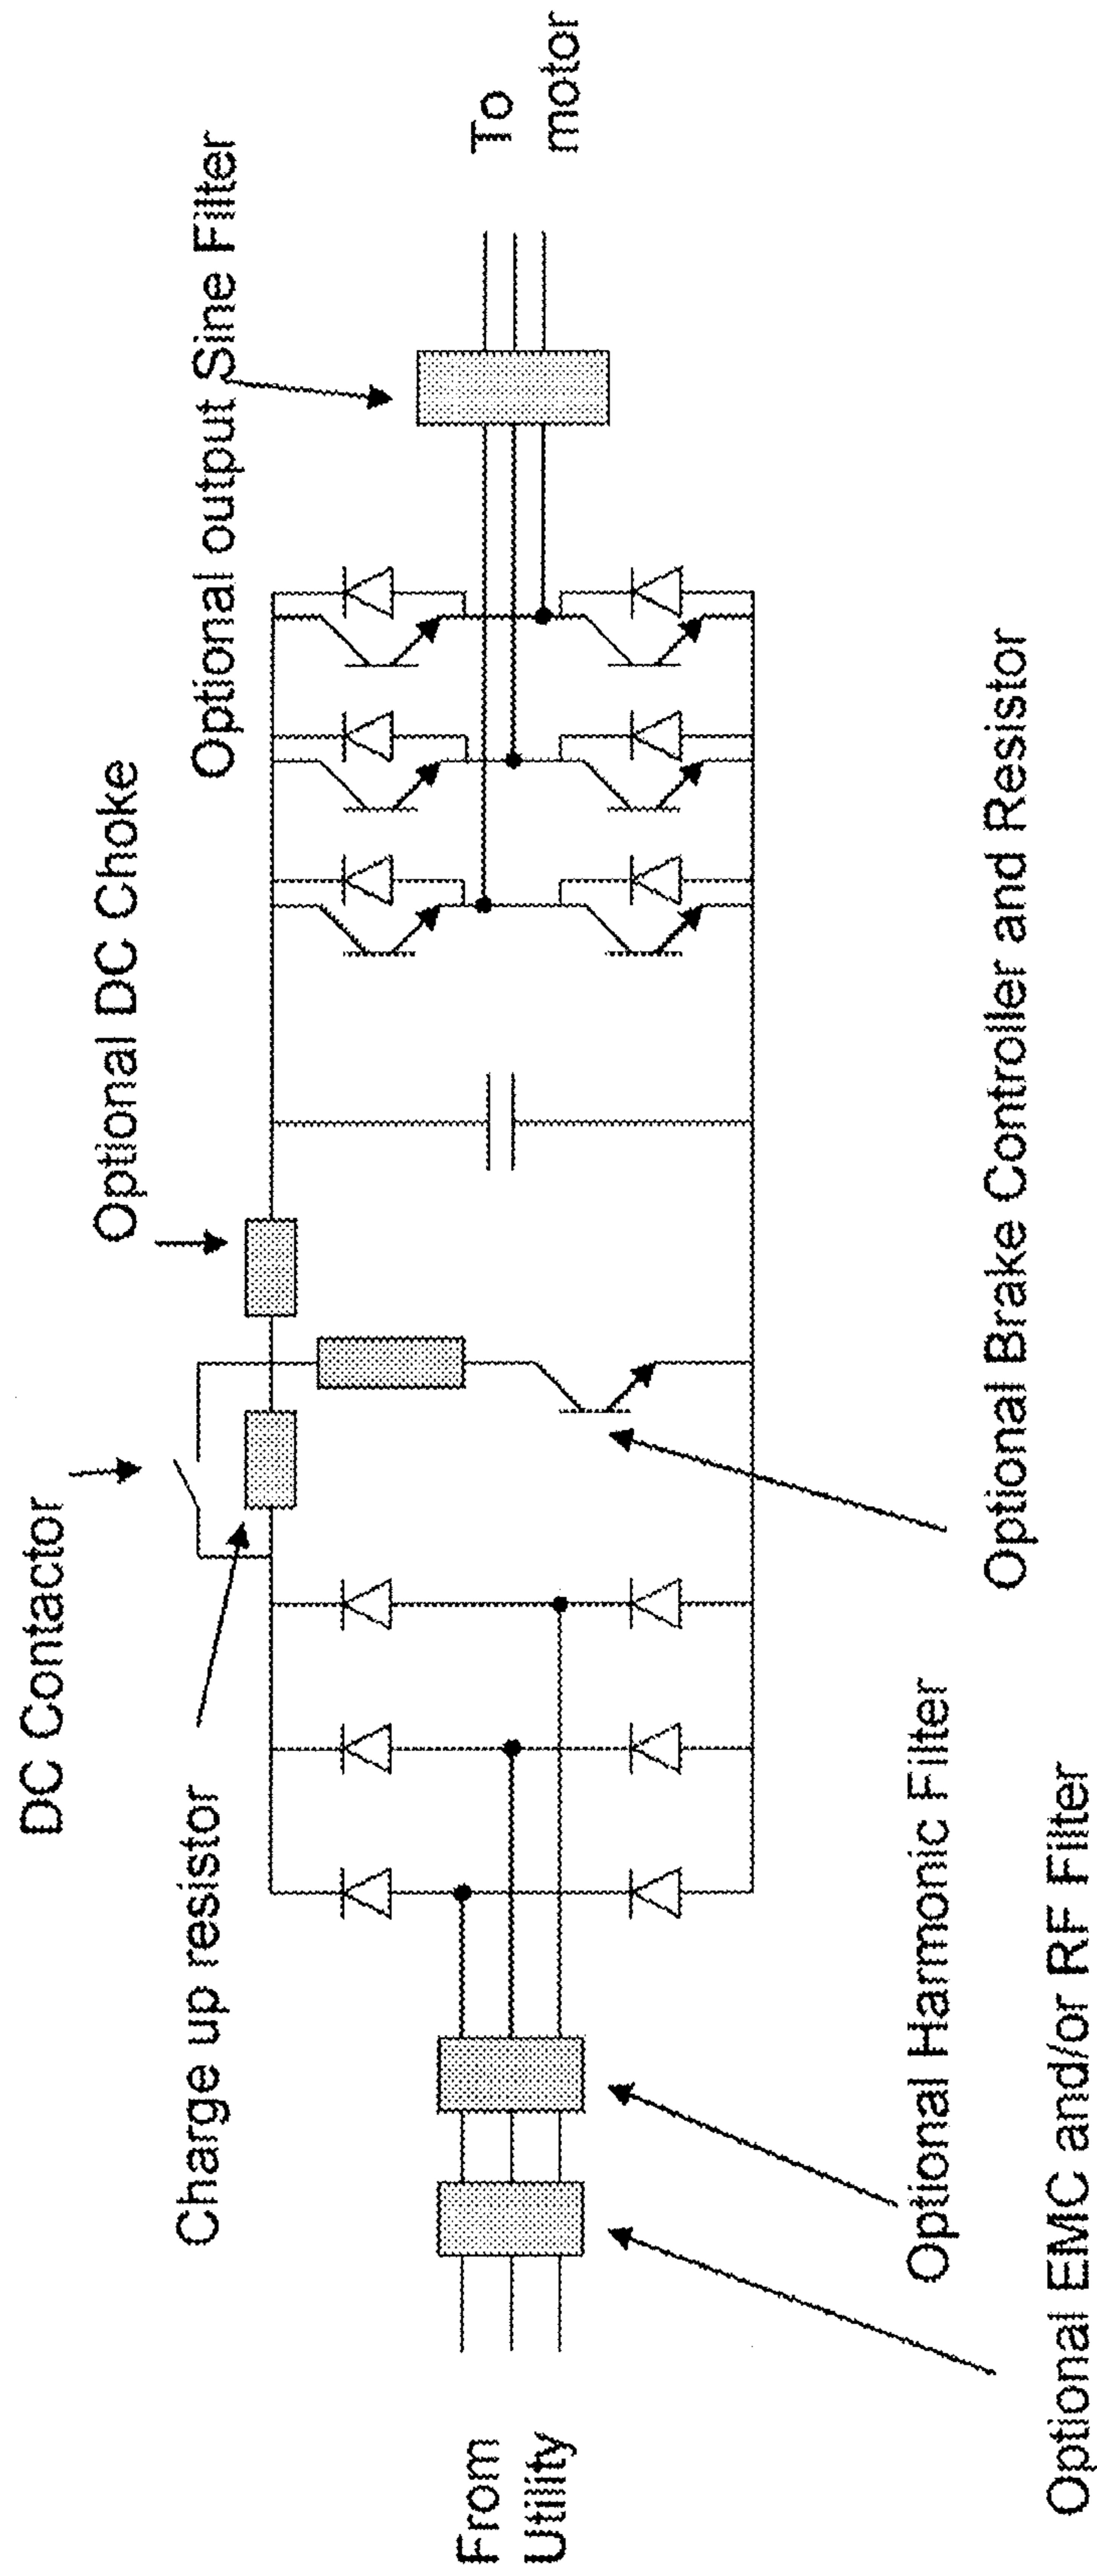 DC Contactor
Optional DC Choke
Charge up resistor
Optional output Sine Filter
From
Utility
To
motor
Optional Harmonic Filter
Optional Brake Controller and Resistor
Optional EMC and/or RF Filter